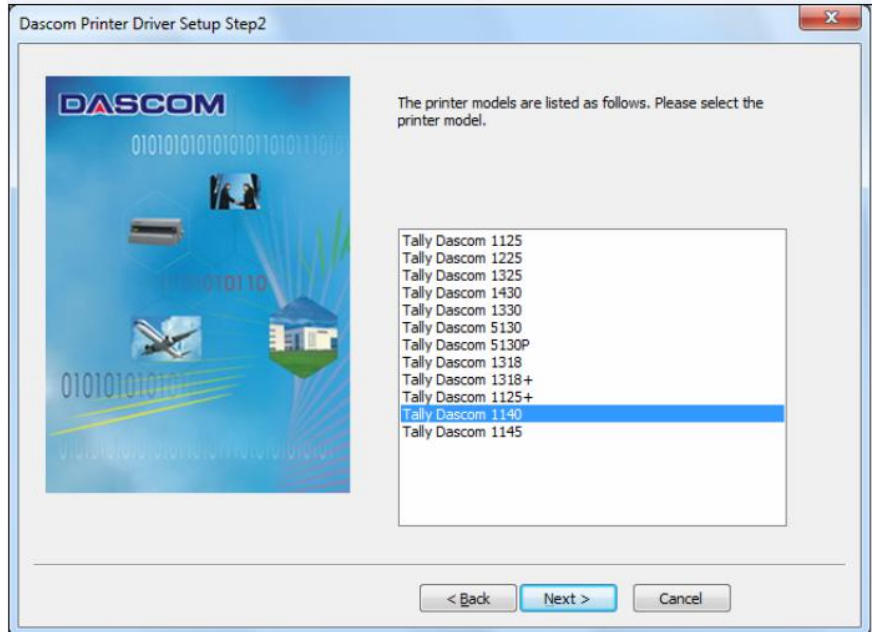 Dascom Printer Driver Setup Step2
DASCOM
The printer models are listed as follows. Please select the
printer model.
Tally Dascom 1125
Tally Dascom 1225
Tally Dascom 1325
Tally Dascom 1430
Tally Dascom 1330
Tally Dascom 5130
Tally Dascom 5130P
Tally Dascom 1318
Tally Dascom 1318+
Tally Dascom 1125+
Tally Dascom 1140
Tally Dascom 1145
< Back
Next >
Cancel